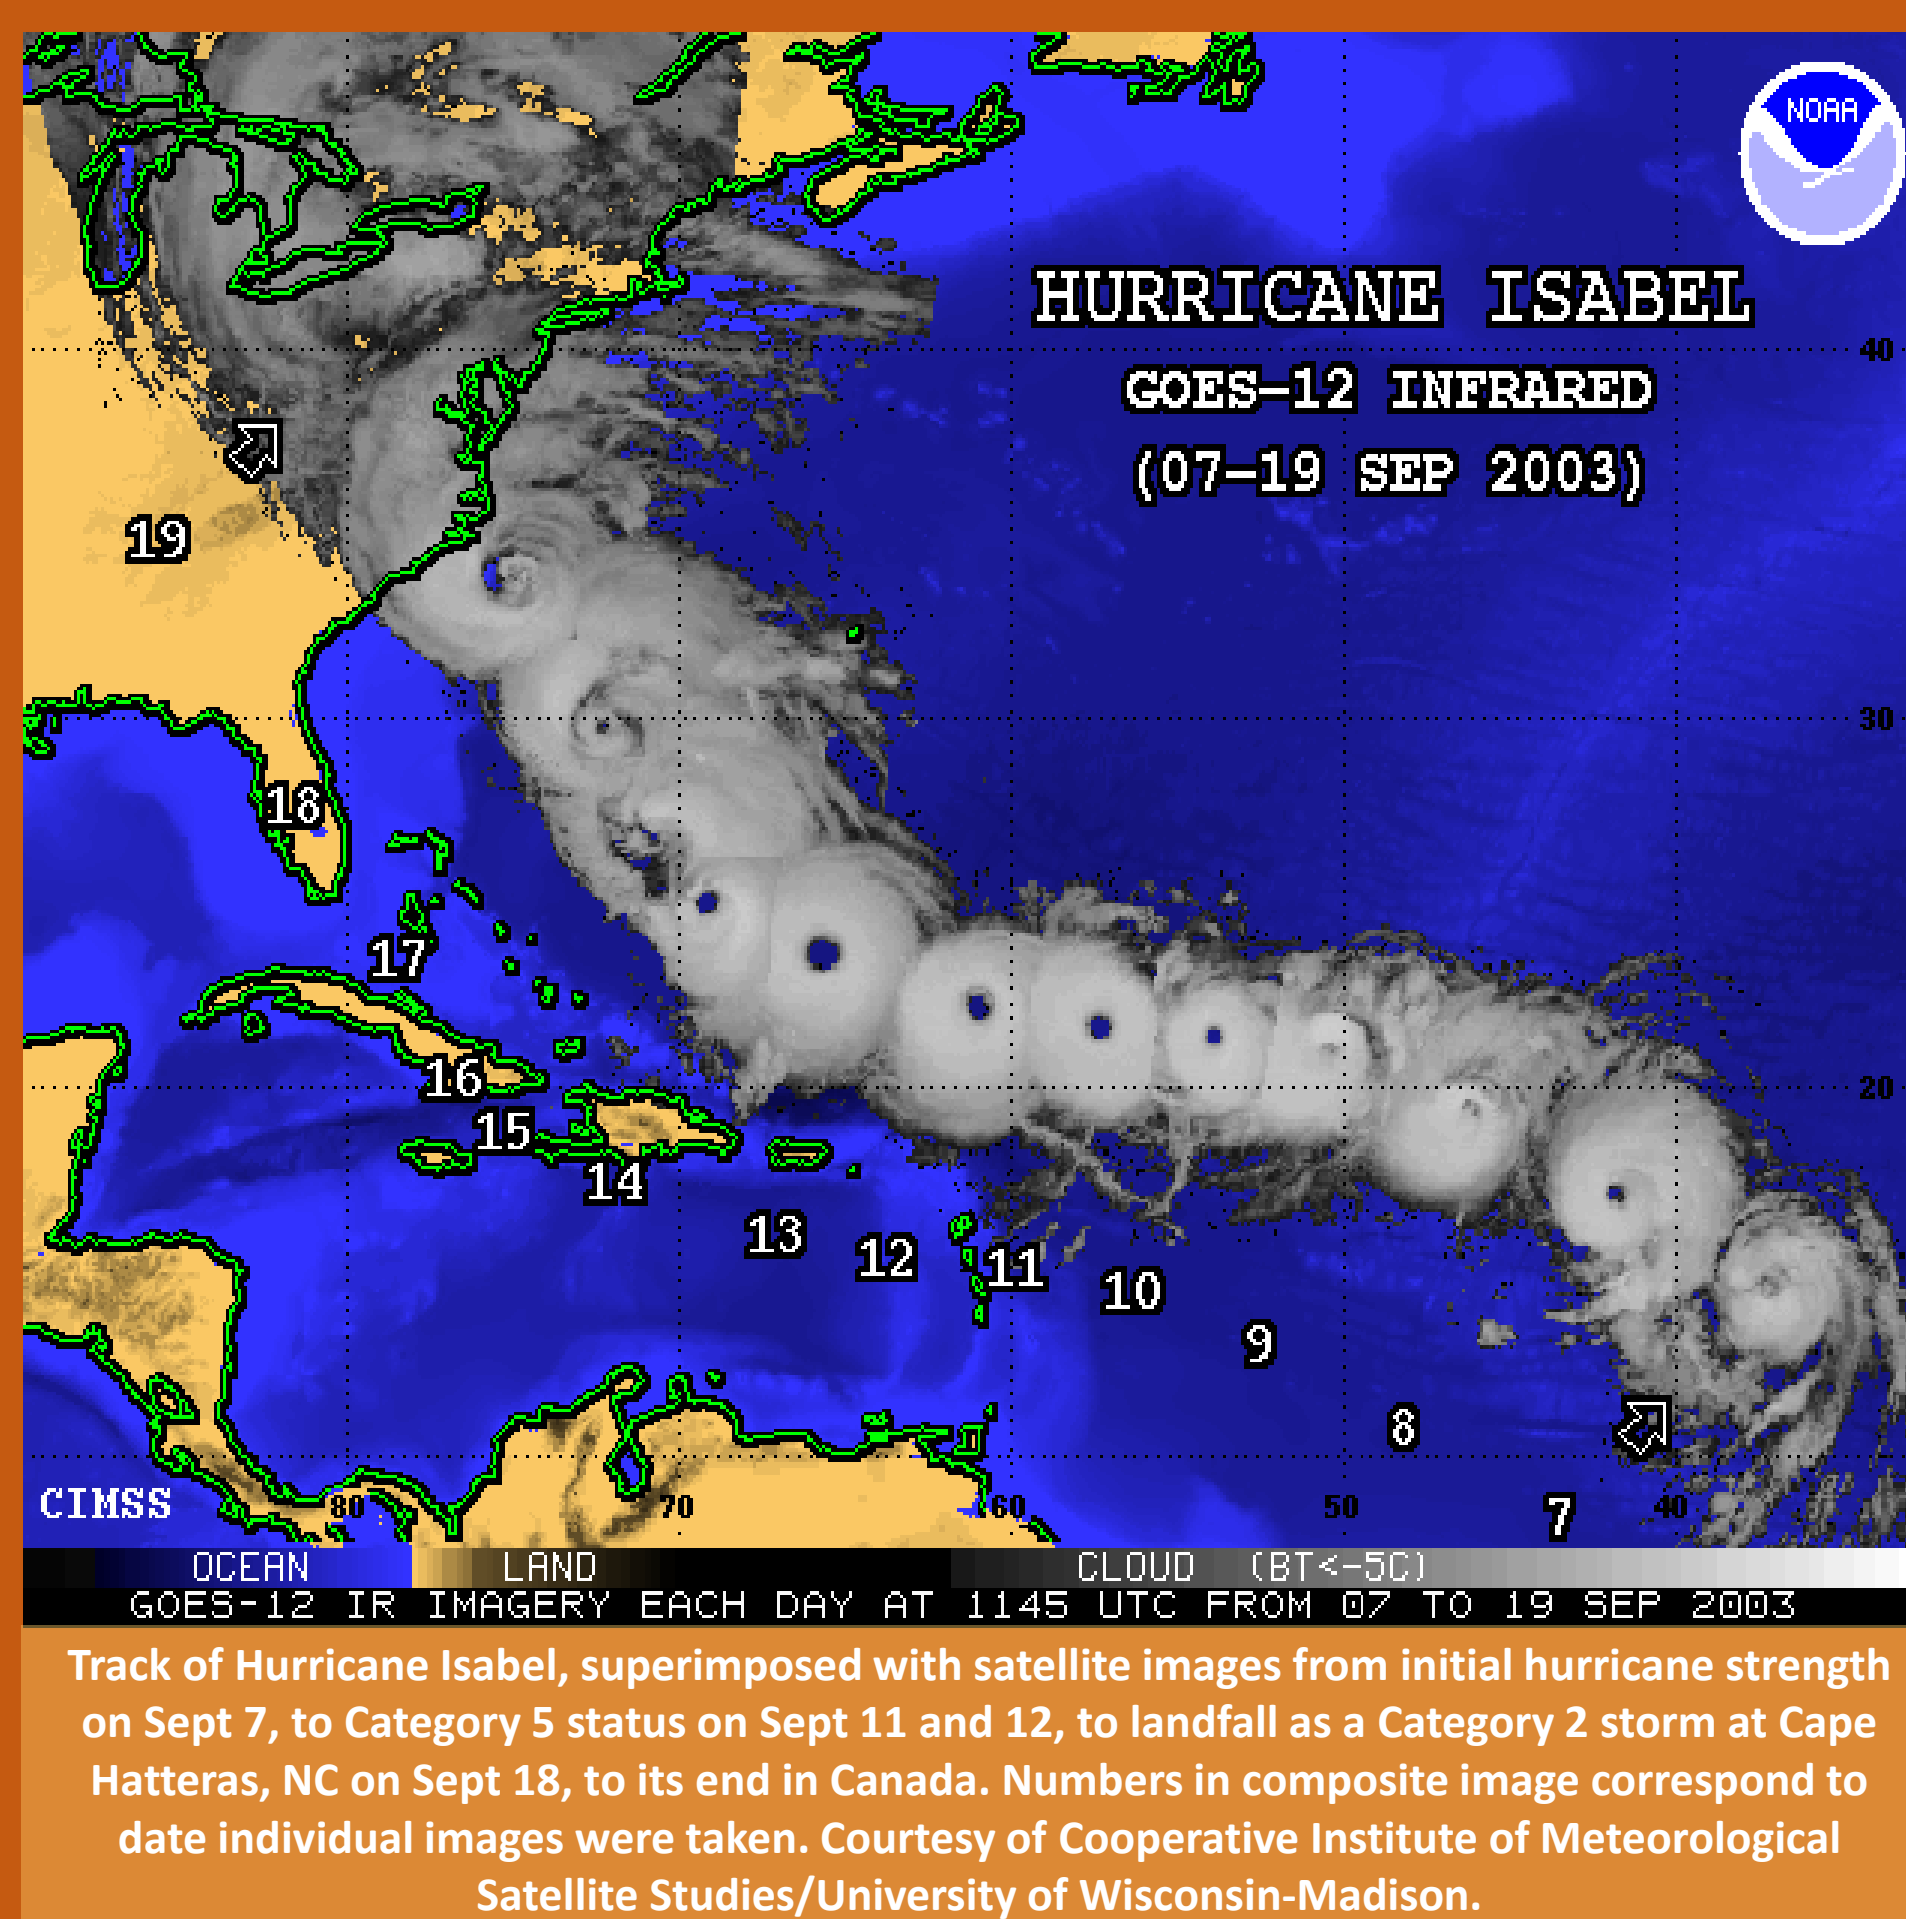 NOAA
HURRICANE ISABEL
40
GOES-12 INFRARED
(07-19 SEP 2003)
19
30
18
17
16
20
15
14
13
12
11
10
9
8
CIMSS
80
70
60
50
7
40
OCEAN LAND CLOUD (BT<-5C)
GOES-12 IR IMAGERY EACH DAY AT 1145 UTC FROM 07 TO 19 SEP 2003
Track of Hurricane Isabel, superimposed with satellite images from initial hurricane strength
on Sept 7, to Category 5 status on Sept 11 and 12, to landfall as a Category 2 storm at Cape
Hatteras, NC on Sept 18, to its end in Canada. Numbers in composite image correspond to
date individual images were taken. Courtesy of Cooperative Institute of Meteorological
Satellite Studies/University of Wisconsin-Madison.